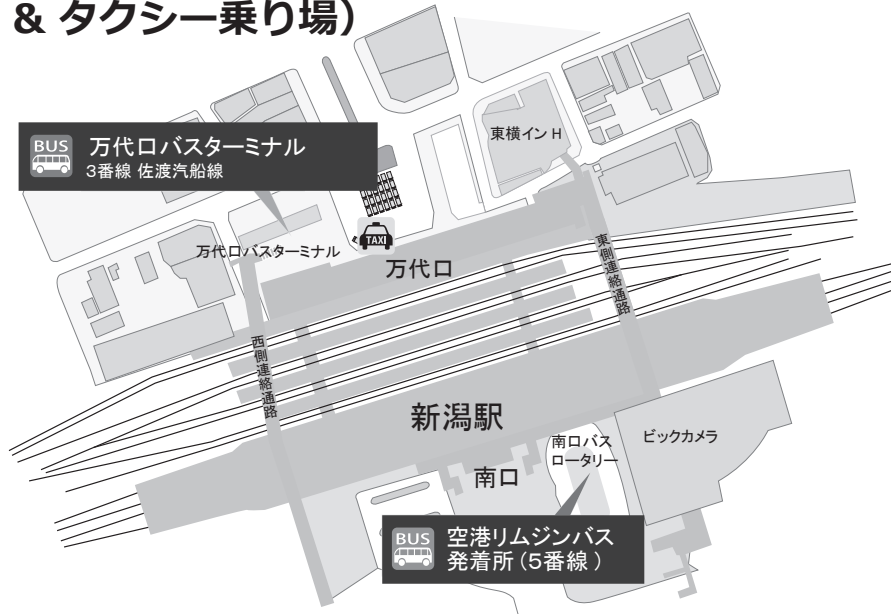 & タクシー乗り場)
東横イン H
BUS
万代口バスターミナル
3番線 佐渡汽船線
TAXI
万代口バスターミナル
万代口
東側連絡通路
西側連絡通路
新潟駅
南口バス
ロータリー
ビックカメラ
南口
BUS
空港リムジンバス
発着所(5番線 )